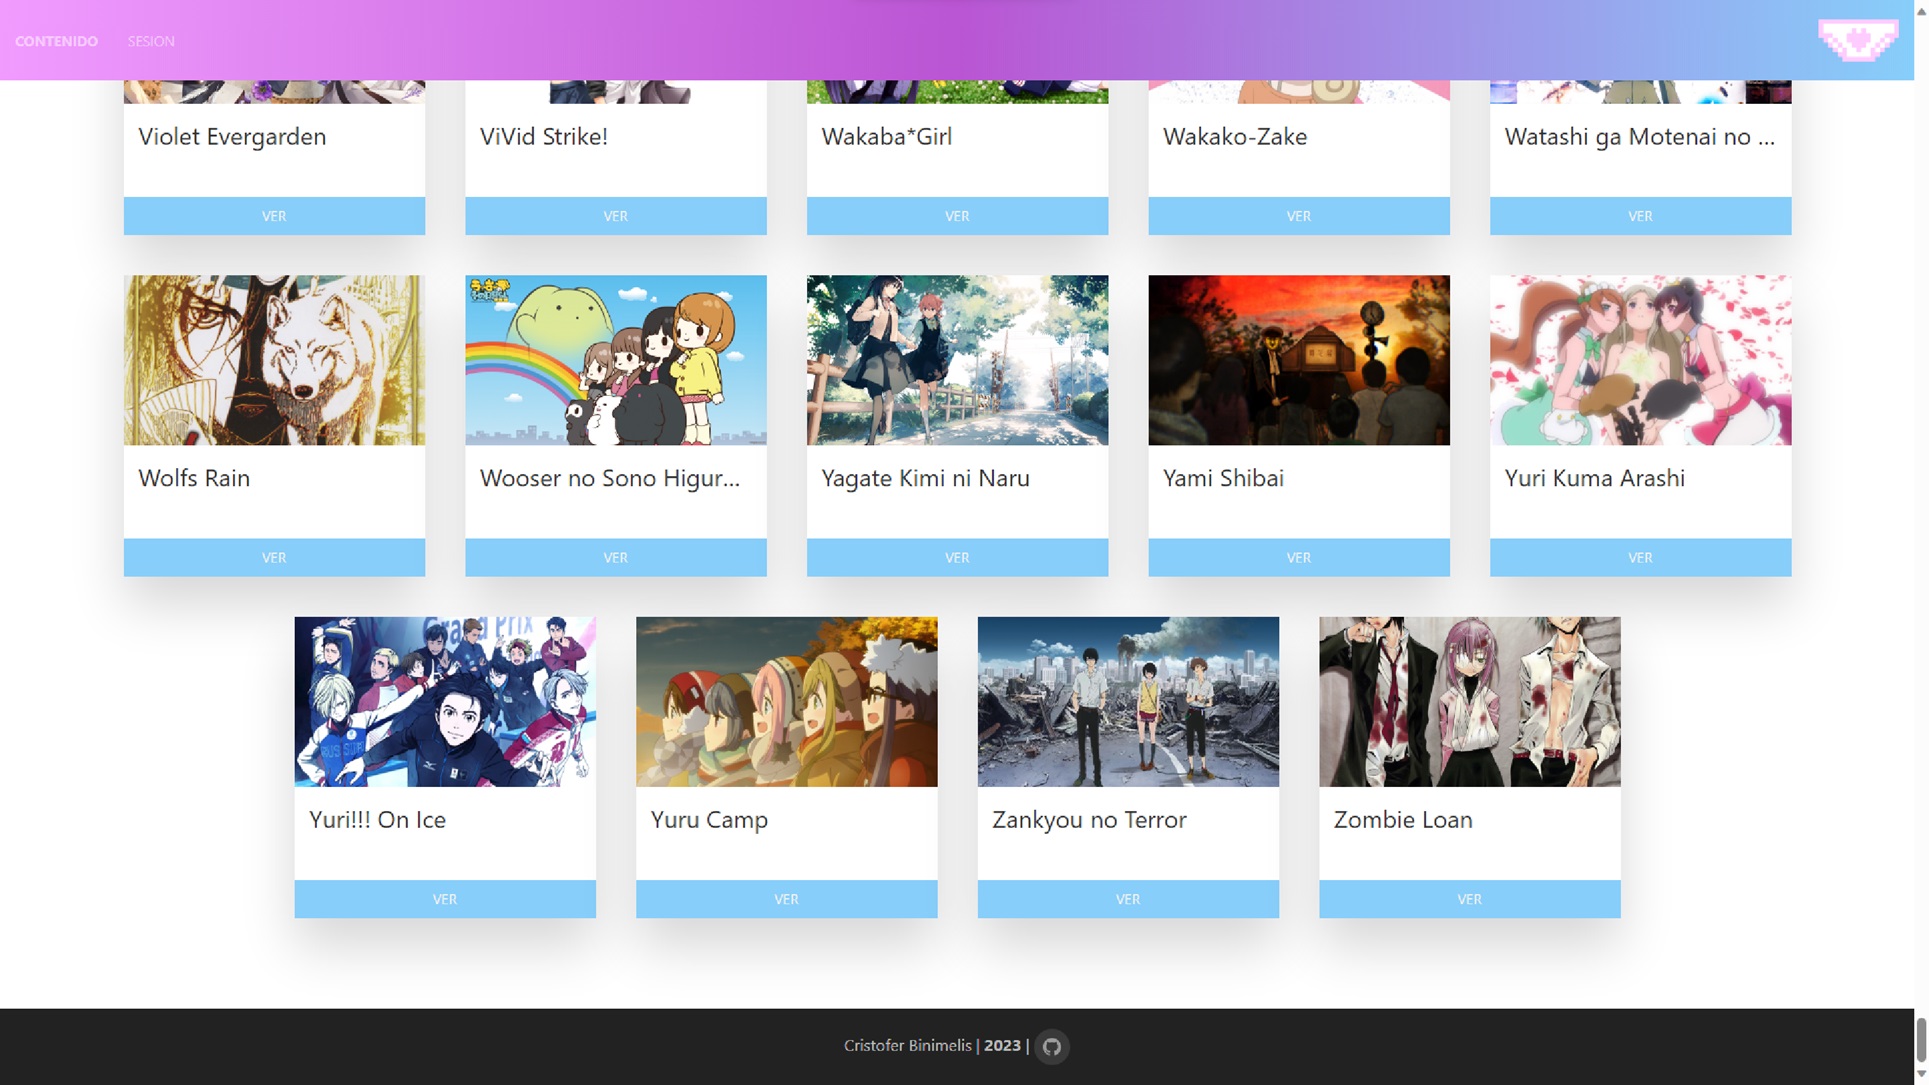 CONTENIDO SESION
Violet Evergarden
ViVid Strike!
Wakaba*Girl
Wakako-Zake
Watashi ga Motenai no ...
VER VER VER VER VER
Wolfs Rain
Wooser no Sono Higur...
Yagate Kimi ni Naru
Yami Shibai
Yuri Kuma Arashi
VER VER VER VER VER
Grand Prix
Yuri!!! On Ice
Yuru Camp
Zankyou no Terror
Zombie Loan
VER VER VER VER
Cristofer Binimelis | 2023 |